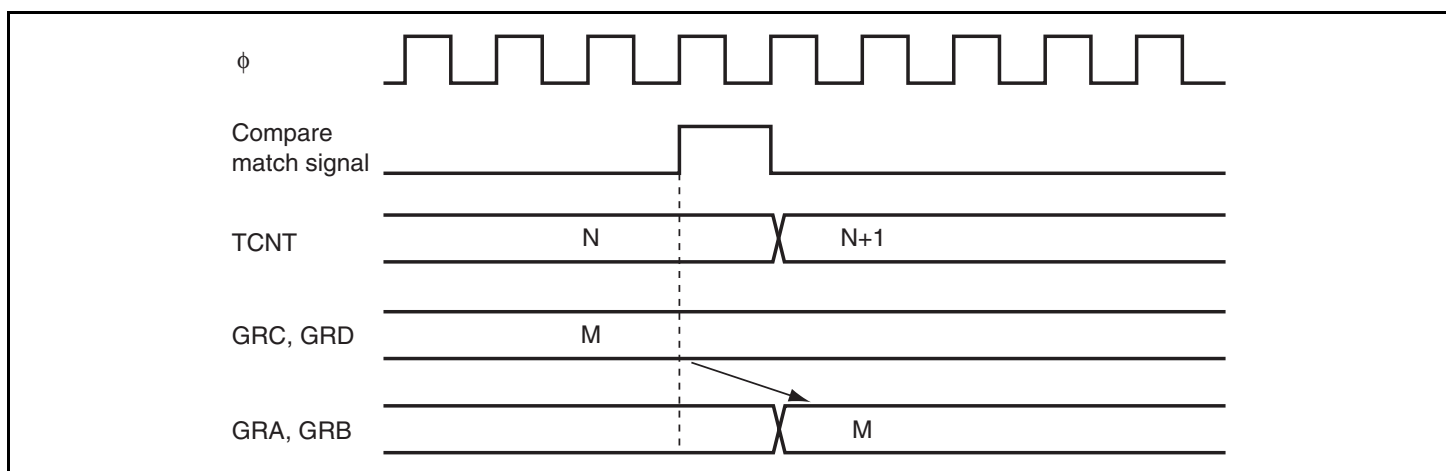 ϕ
Compare
match signal
TCNT
N
N+1
GRC, GRD
M
GRA, GRB
M